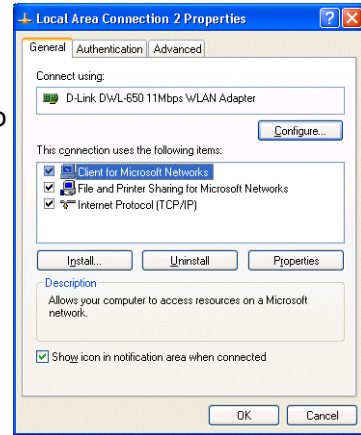 Local Area Connection 2 Properties
General Authentication Advanced
Connect using:
D-Link DWL-650 11Mbps WLAN Adapter
Configure...
This connection uses the following items:
Client for Microsoft Networks
File and Printer Sharing for Microsoft Networks
Internet Protocol (TCP/IP)
Install... Uninstall Properties
Description
Allows your computer to access resources on a Microsoft
network.
Show icon in notification area when connected
OK Cancel